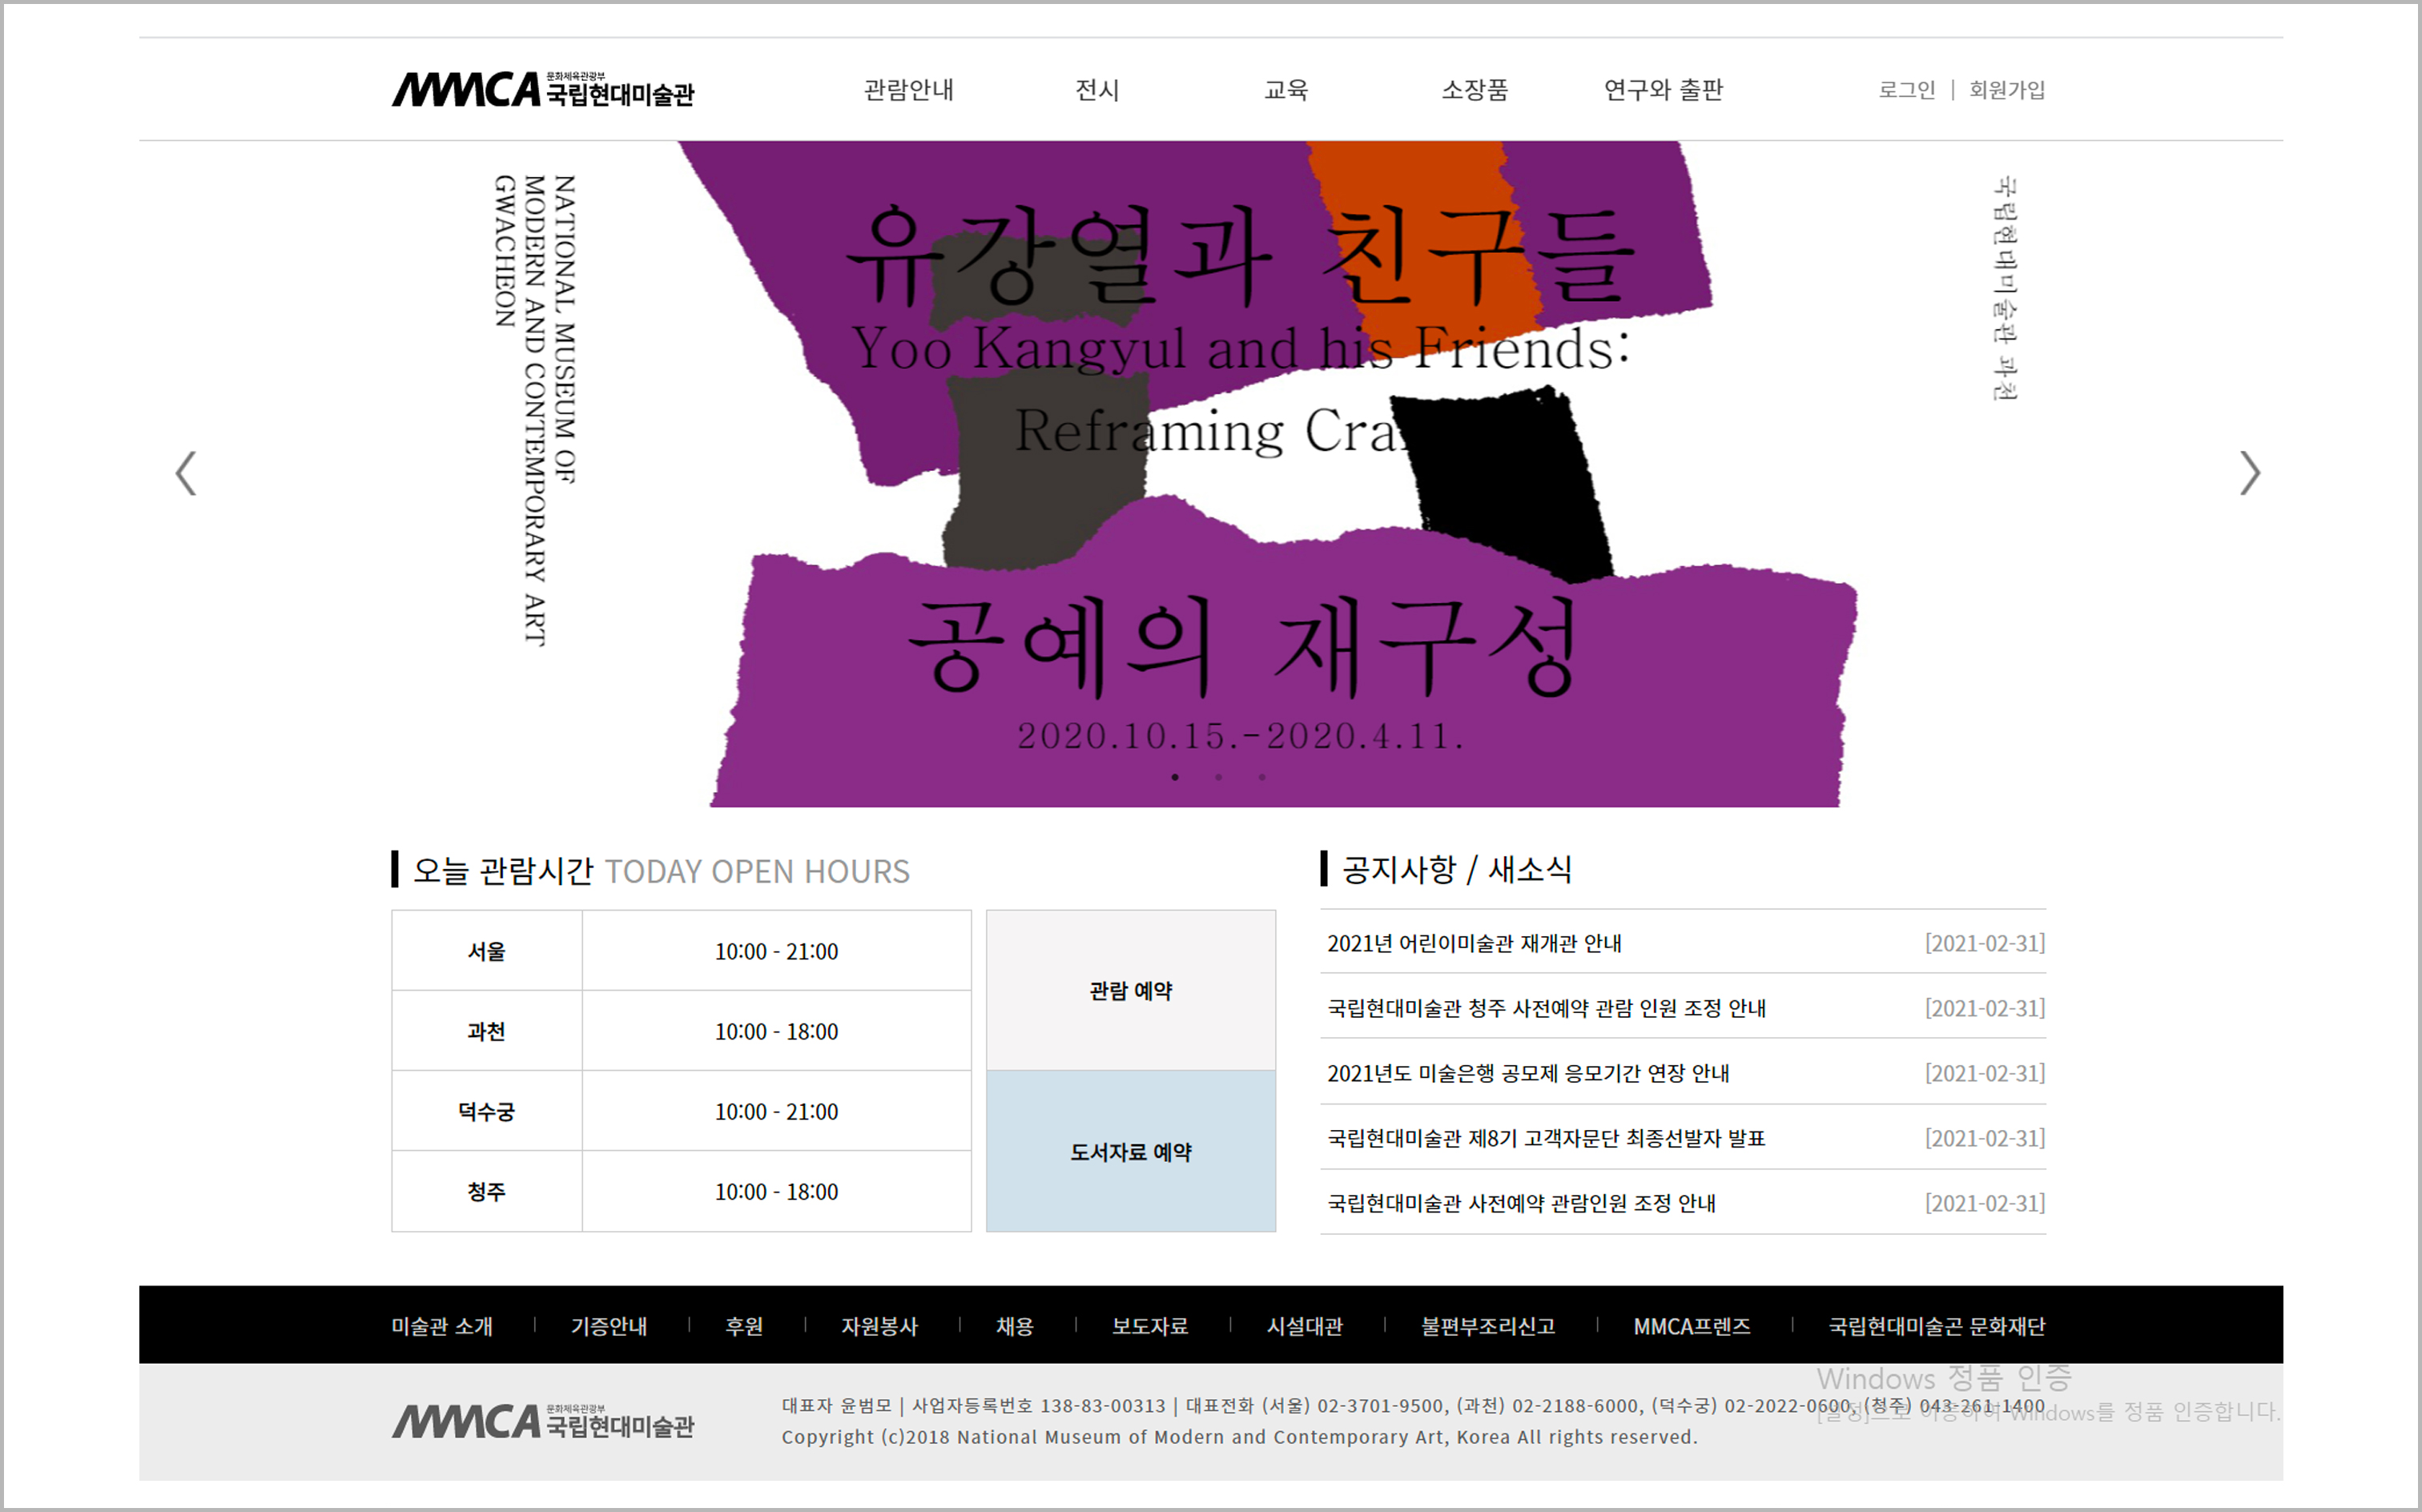 MMCA 문화체육관광부 국립현대미술관
관람안내 전시 교육 소장품 연구와 출판 로그인 | 회원가입
NATIONAL MUSEUM OF
MODERN AND CONTEMPORARY ART
GWACHEON
국립현대미술관 과천
유강열과 친구들
Yoo Kangyul and his Friends:
Reframing Cra
공예의 재구성
2020.10.15.-2020.4.11.
오늘 관람시간 TODAY OPEN HOURS
서울 10:00 - 21:00
과천 10:00 - 18:00
덕수궁 10:00 - 21:00
청주 10:00 - 18:00
관람 예약
도서자료 예약
공지사항 / 새소식
2021년 어린이미술관 재개관 안내 [2021-02-31]
국립현대미술관 청주 사전예약 관람 인원 조정 안내 [2021-02-31]
2021년도 미술은행 공모제 응모기간 연장 안내 [2021-02-31]
국립현대미술관 제8기 고객자문단 최종선발자 발표 [2021-02-31]
국립현대미술관 사전예약 관람인원 조정 안내 [2021-02-31]
미술관 소개 | 기증안내 | 후원 | 자원봉사 | 채용 | 보도자료 | 시설대관 | 불편부조리신고 | MMCA프렌즈 | 국립현대미술곤 문화재단
MMCA 문화체육관광부 국립현대미술관
대표자 윤범모 | 사업자등록번호 138-83-00313 | 대표전화 (서울) 02-3701-9500, (과천) 02-2188-6000, (덕수궁) 02-2022-0600, (청주) 043-261-1400
Copyright (c)2018 National Museum of Modern and Contemporary Art, Korea All rights reserved.
Windows 정품 인증
[설정]으로 이동하여 Windows를 정품 인증합니다.